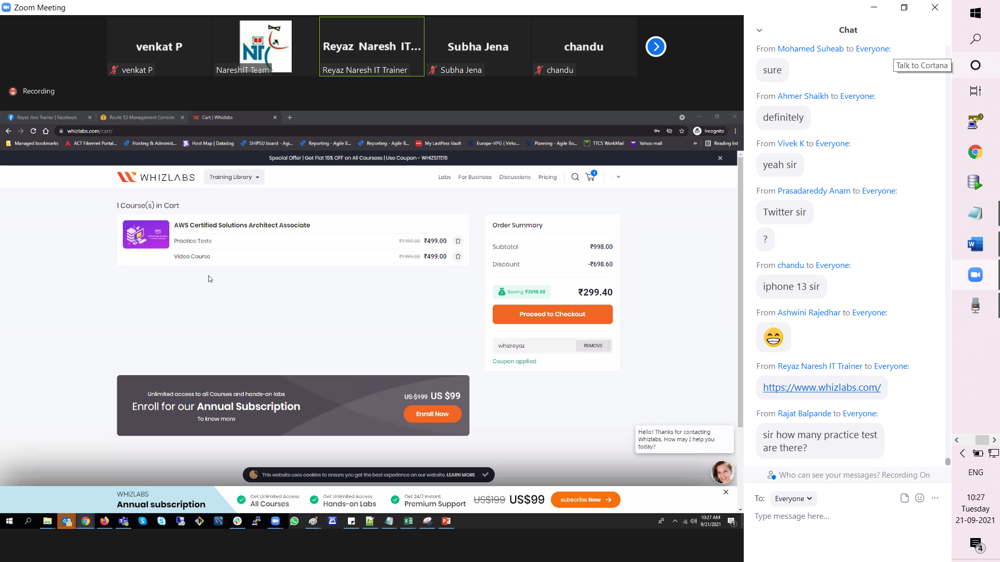 Zoom Meeting
venkat P
NIT
Reyaz Naresh IT...
Subha Jena
chandu
venkat P
NareshIT Team
Reyaz Naresh IT Trainer
Subha Jena
chandu
Recording
Reyaz Aws Trainer | Facebook
Route 53 Management Console
Cart | Whizlabs
whizlabs.com/cart/
Incognito
Managed bookmarks
ACT Fibernet Portal...
Hosting & Administ...
Host Map | Datadog
SHIPSU board - Agi...
Reporting - Agile B...
Reporting - Agile B...
My LastPass Vault
Europe-VPG ( Virtu...
Planning - Agile Bo...
TTCS WorkMail
Yahoo mail
»
Reading list
Special Offer | Get Flat 15% OFF on All Coursess | Use Coupon - WHIZSITE15
WHIZLABS
Training Library
Labs
For Business
Discussions
Pricing
1
1 Course(s) in Cart
AWS Certified Solutions Architect Associate
Practice Tests
₹1999.00 ₹499.00
Video Course
₹1999.00 ₹499.00
Order Summary
Subtotal ₹998.00
Discount -₹698.60
Saving ₹3698.60
₹299.40
Proceed to Checkout
whizreyaz
REMOVE
Coupon applied
Unlimited access to all Courses and hands-on labs
Enroll for our Annual Subscription
To know more
US $199 US $99
Enroll Now
Hello! Thanks for contacting
Whizlabs. How may I help you
today?
This website uses cookies to ensure you get the best experience on our website. LEARN MORE
WHIZLABS
Annual subscription
Get Unlimited Access
All Courses
Get Unlimited Access
Hands-on Labs
Get 24/7 Instant
Premium Support
US$199 US$99
subscribe Now
10:27 AM
9/21/2021
1
Chat
From Mohamed Suheab to Everyone:
sure
Talk to Cortana
From Ahmer Shaikh to Everyone:
definitely
From Vivek K to Everyone:
yeah sir
From Prasadareddy Anam to Everyone:
Twitter sir
?
From chandu to Everyone:
iphone 13 sir
From Ashwini Rajedhar to Everyone:
From Reyaz Naresh IT Trainer to Everyone:
https://www.whizlabs.com/
From Rajat Balpande to Everyone:
sir how many practice test
are there?
Who can see your messages? Recording On
To: Everyone
Type message here...
ENG
10:27
Tuesday
21-09-2021
4